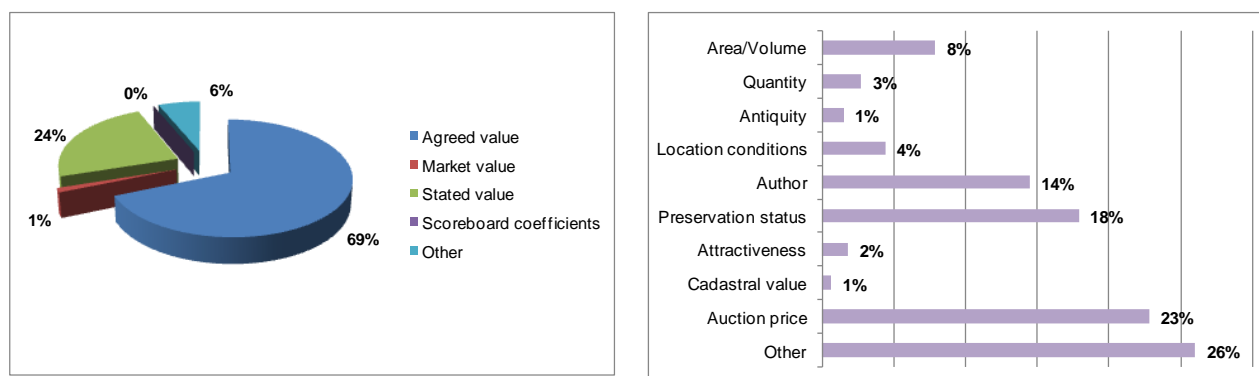 0%
6%
24%
1%
69%
Agreed value
Market value
Stated value
Scoreboard coefficients
Other
Area/Volume 8%
Quantity 3%
Antiquity 1%
Location conditions 4%
Author 14%
Preservation status 18%
Attractiveness 2%
Cadastral value 1%
Auction price 23%
Other 26%